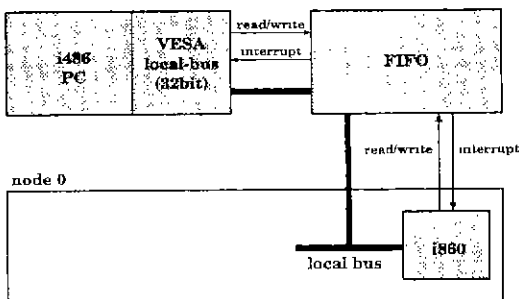 i486
PC
VESA
local-bus
(32bit)
read/write
interrupt
FIFO
read/write
interrupt
node 0
i860
local bus